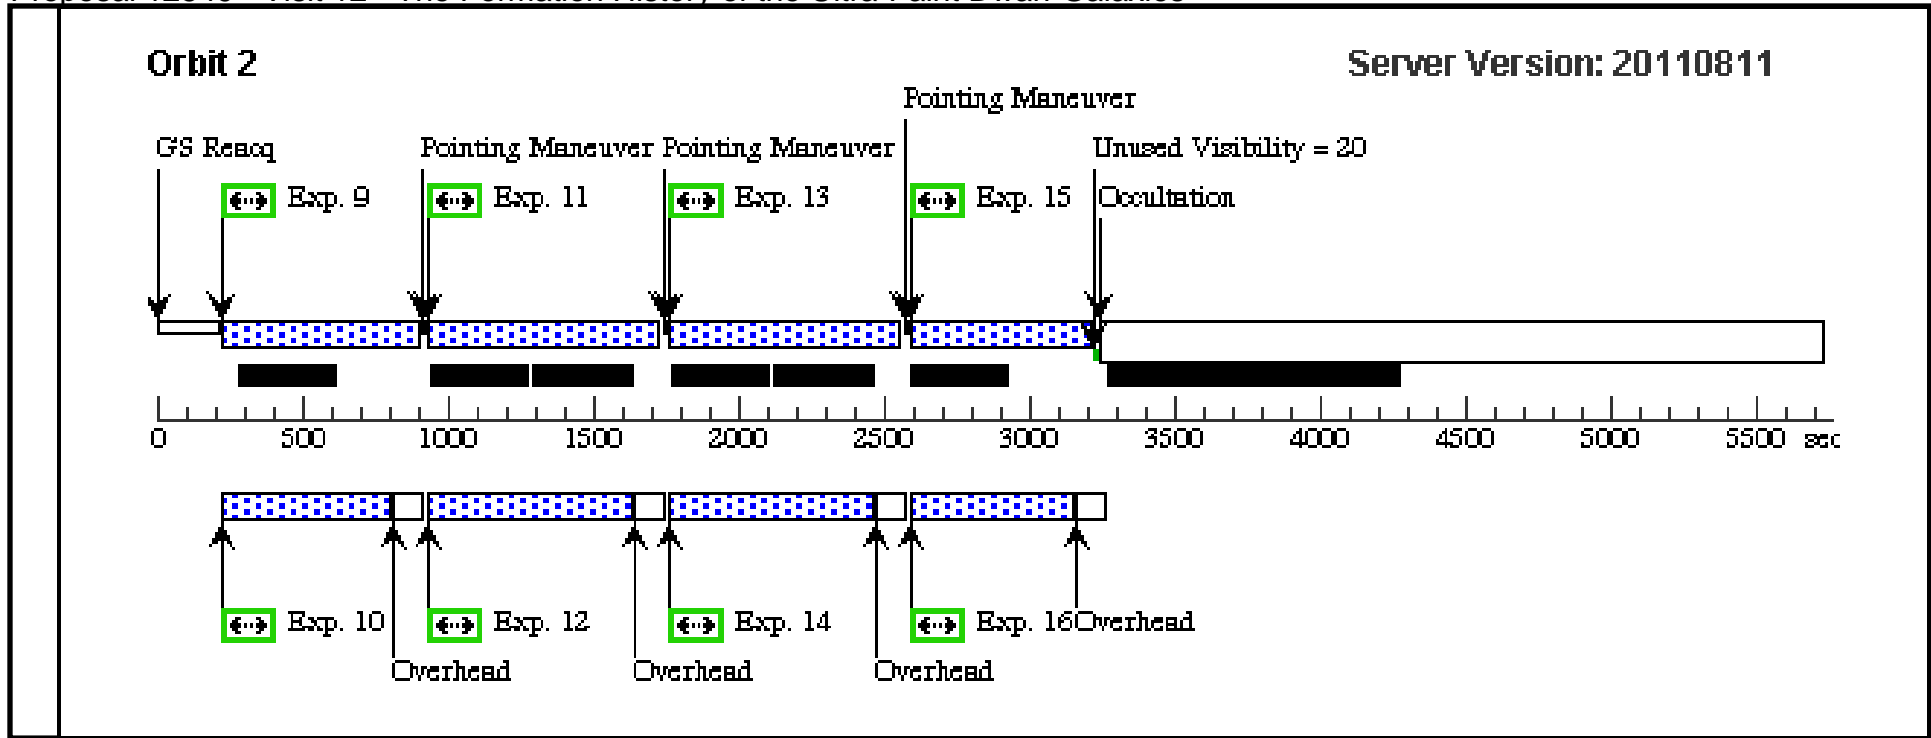 Orbit 2
Server Version: 20110811
Pointing Maneuver
GS Reacq
Pointing Maneuver
Pointing Maneuver
Unused Visibility = 20
Exp. 9
Exp. 11
Exp. 13
Exp. 15
Occultation
0 500 1000 1500 2000 2500 3000 3500 4000 4500 5000 5500 sec
Exp. 10
Exp. 12
Exp. 14
Exp. 16
Overhead
Overhead
Overhead
Overhead